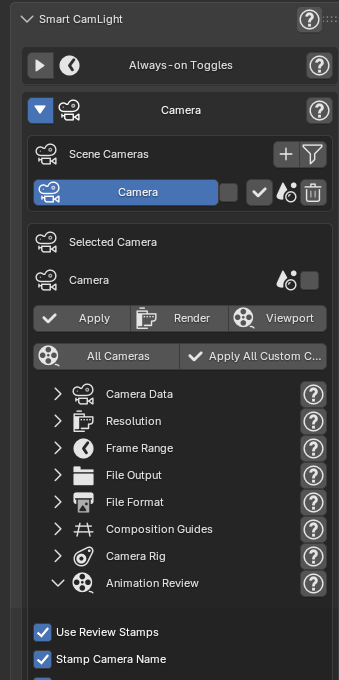 Smart CamLight
Always-on Toggles
Camera
Scene Cameras
Camera
Selected Camera
Camera
Apply Render Viewport
All Cameras Apply All Custom C...
Camera Data
Resolution
Frame Range
File Output
File Format
Composition Guides
Camera Rig
Animation Review
Use Review Stamps
Stamp Camera Name